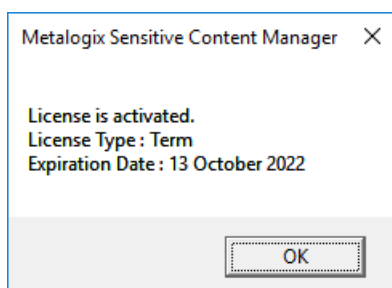 Metalogix Sensitive Content Manager
License is activated.
License Type : Term
Expiration Date : 13 October 2022
OK